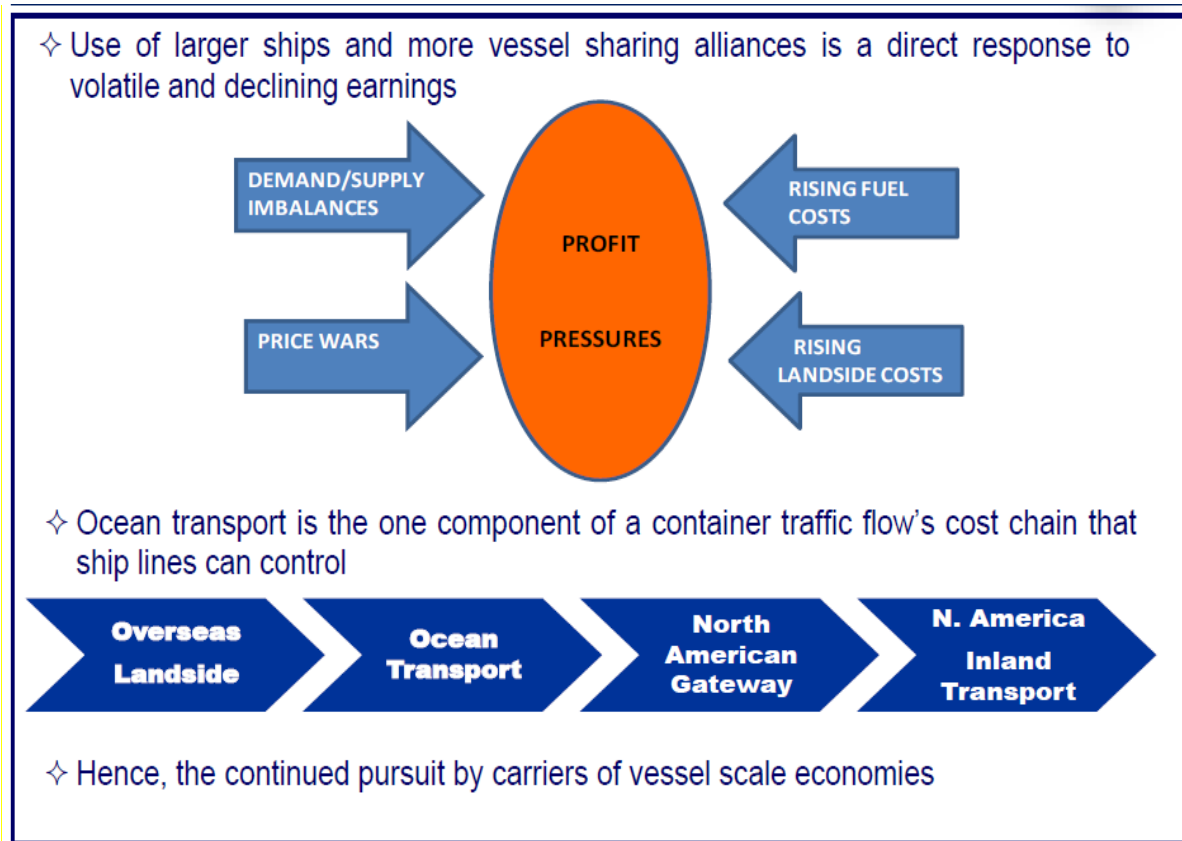 ✧ Use of larger ships and more vessel sharing alliances is a direct response to
volatile and declining earnings
DEMAND/SUPPLY
IMBALANCES
RISING FUEL
COSTS
PROFIT
PRESSURES
PRICE WARS
RISING
LANDSIDE COSTS
✧ Ocean transport is the one component of a container traffic flow's cost chain that
ship lines can control
Overseas
Landside
Ocean
Transport
North
American
Gateway
N. America
Inland
Transport
✧ Hence, the continued pursuit by carriers of vessel scale economies